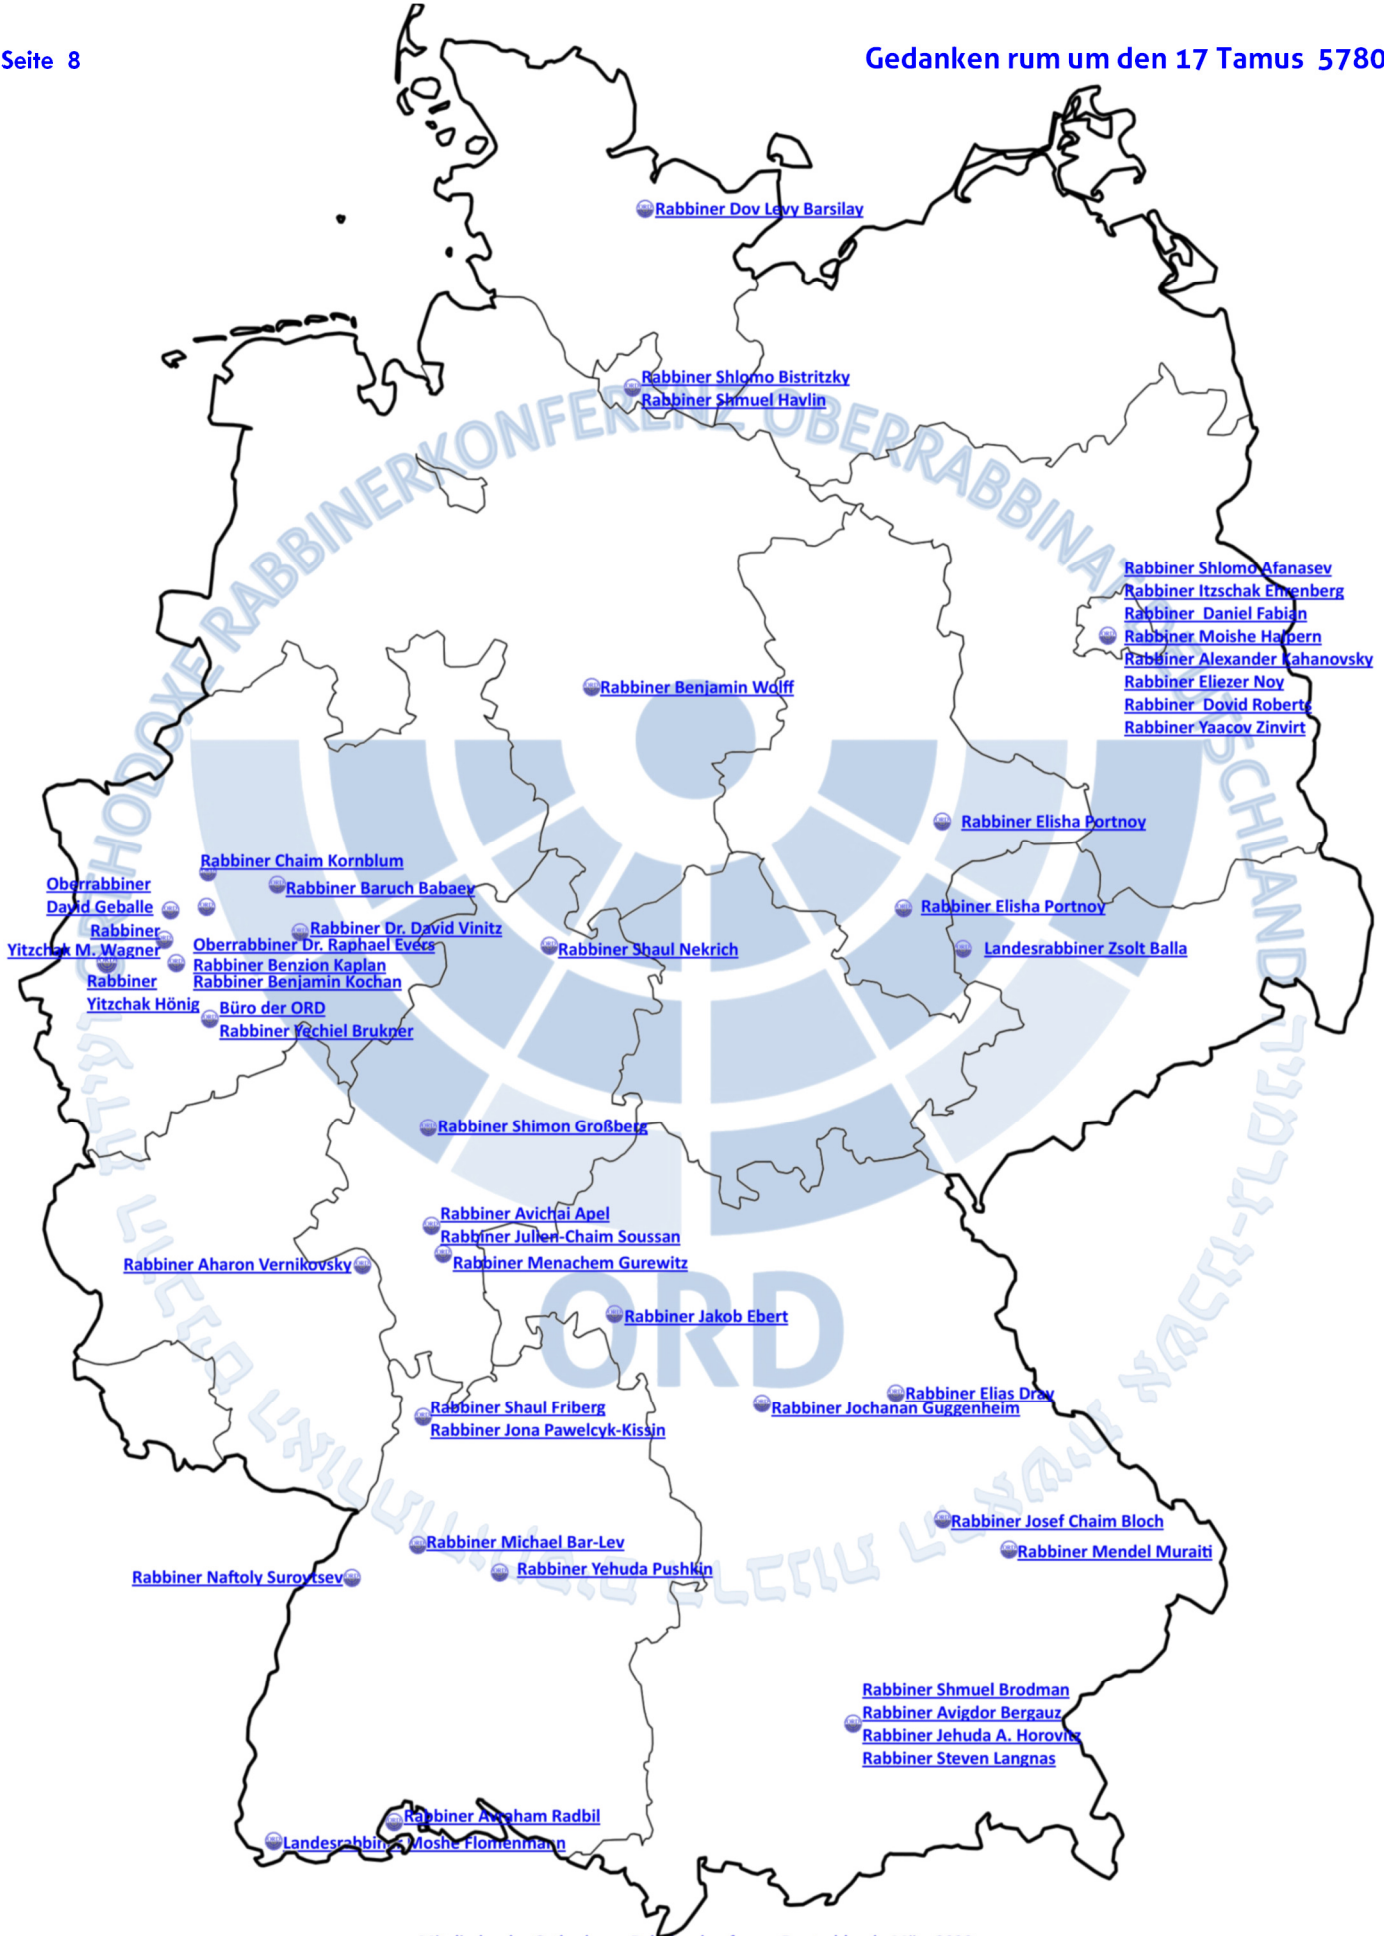 Seite 8
Gedanken rum um den 17 Tamus 5780
Rabbiner Dov Levy Barsilay
Rabbiner Shlomo Bistritzky
Rabbiner Shmuel Havlin
ORTHODOXE RABBINERKONFERENZ OBERRABBINAT DEUTSCHLAND
Rabbiner Shlomo Afanasev
Rabbiner Itzschak Ehrenberg
Rabbiner Daniel Fabian
Rabbiner Moishe Halpern
Rabbiner Alexander Kahanovsky
Rabbiner Eliezer Noy
Rabbiner Dovid Roberts
Rabbiner Yaacov Zinvirt
Rabbiner Benjamin Wolff
Rabbiner Elisha Portnoy
Rabbiner Chaim Kornblum
Oberrabbiner
David Geballe
Rabbiner Baruch Babaev
Rabbiner Elisha Portnoy
Rabbiner
Yitzchak M. Wagner
Rabbiner Dr. David Vinitz
Oberrabbiner Dr. Raphael Evers
Rabbiner Benzion Kaplan
Rabbiner Benjamin Kochan
Rabbiner Shaul Nekrich
Landesrabbiner Zsolt Balla
Rabbiner
Yitzchak Hönig
Büro der ORD
Rabbiner Yechiel Brukner
Rabbiner Shimon Großberg
Rabbiner Avichai Apel
Rabbiner Julien-Chaim Soussan
Rabbiner Menachem Gurewitz
Rabbiner Aharon Vernikovsky
Rabbiner Jakob Ebert
ORD
Rabbiner Elias Dray
Rabbiner Jochanan Guggenheim
Rabbiner Shaul Friberg
Rabbiner Jona Pawelcyk-Kissin
Rabbiner Josef Chaim Bloch
Rabbiner Mendel Muraiti
Rabbiner Michael Bar-Lev
Rabbiner Yehuda Pushkin
Rabbiner Naftoly Surovtsev
Rabbiner Shmuel Brodman
Rabbiner Avigdor Bergauz
Rabbiner Jehuda A. Horovitz
Rabbiner Steven Langnas
Rabbiner Avraham Radbil
Landesrabbiner Moshe Flomenmann